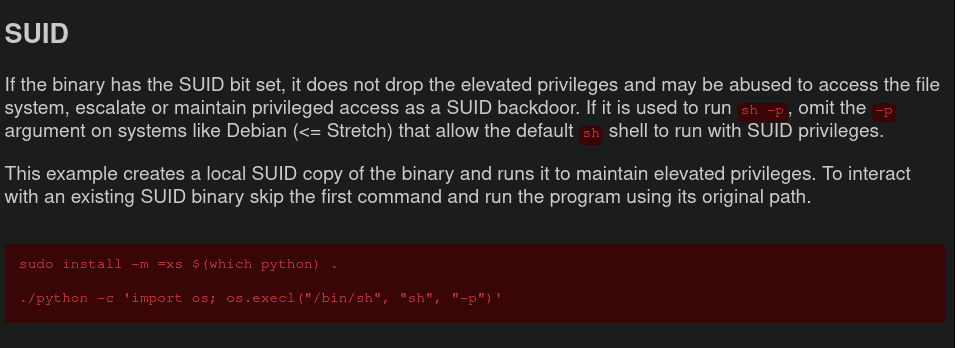 SUID
If the binary has the SUID bit set, it does not drop the elevated privileges and may be abused to access the file
system, escalate or maintain privileged access as a SUID backdoor. If it is used to run sh -p, omit the -p
argument on systems like Debian (<= Stretch) that allow the default sh shell to run with SUID privileges.
This example creates a local SUID copy of the binary and runs it to maintain elevated privileges. To interact
with an existing SUID binary skip the first command and run the program using its original path.
sudo install -m =xs $(which python) .
./python -c 'import os; os.execl("/bin/sh", "sh", "-p")'